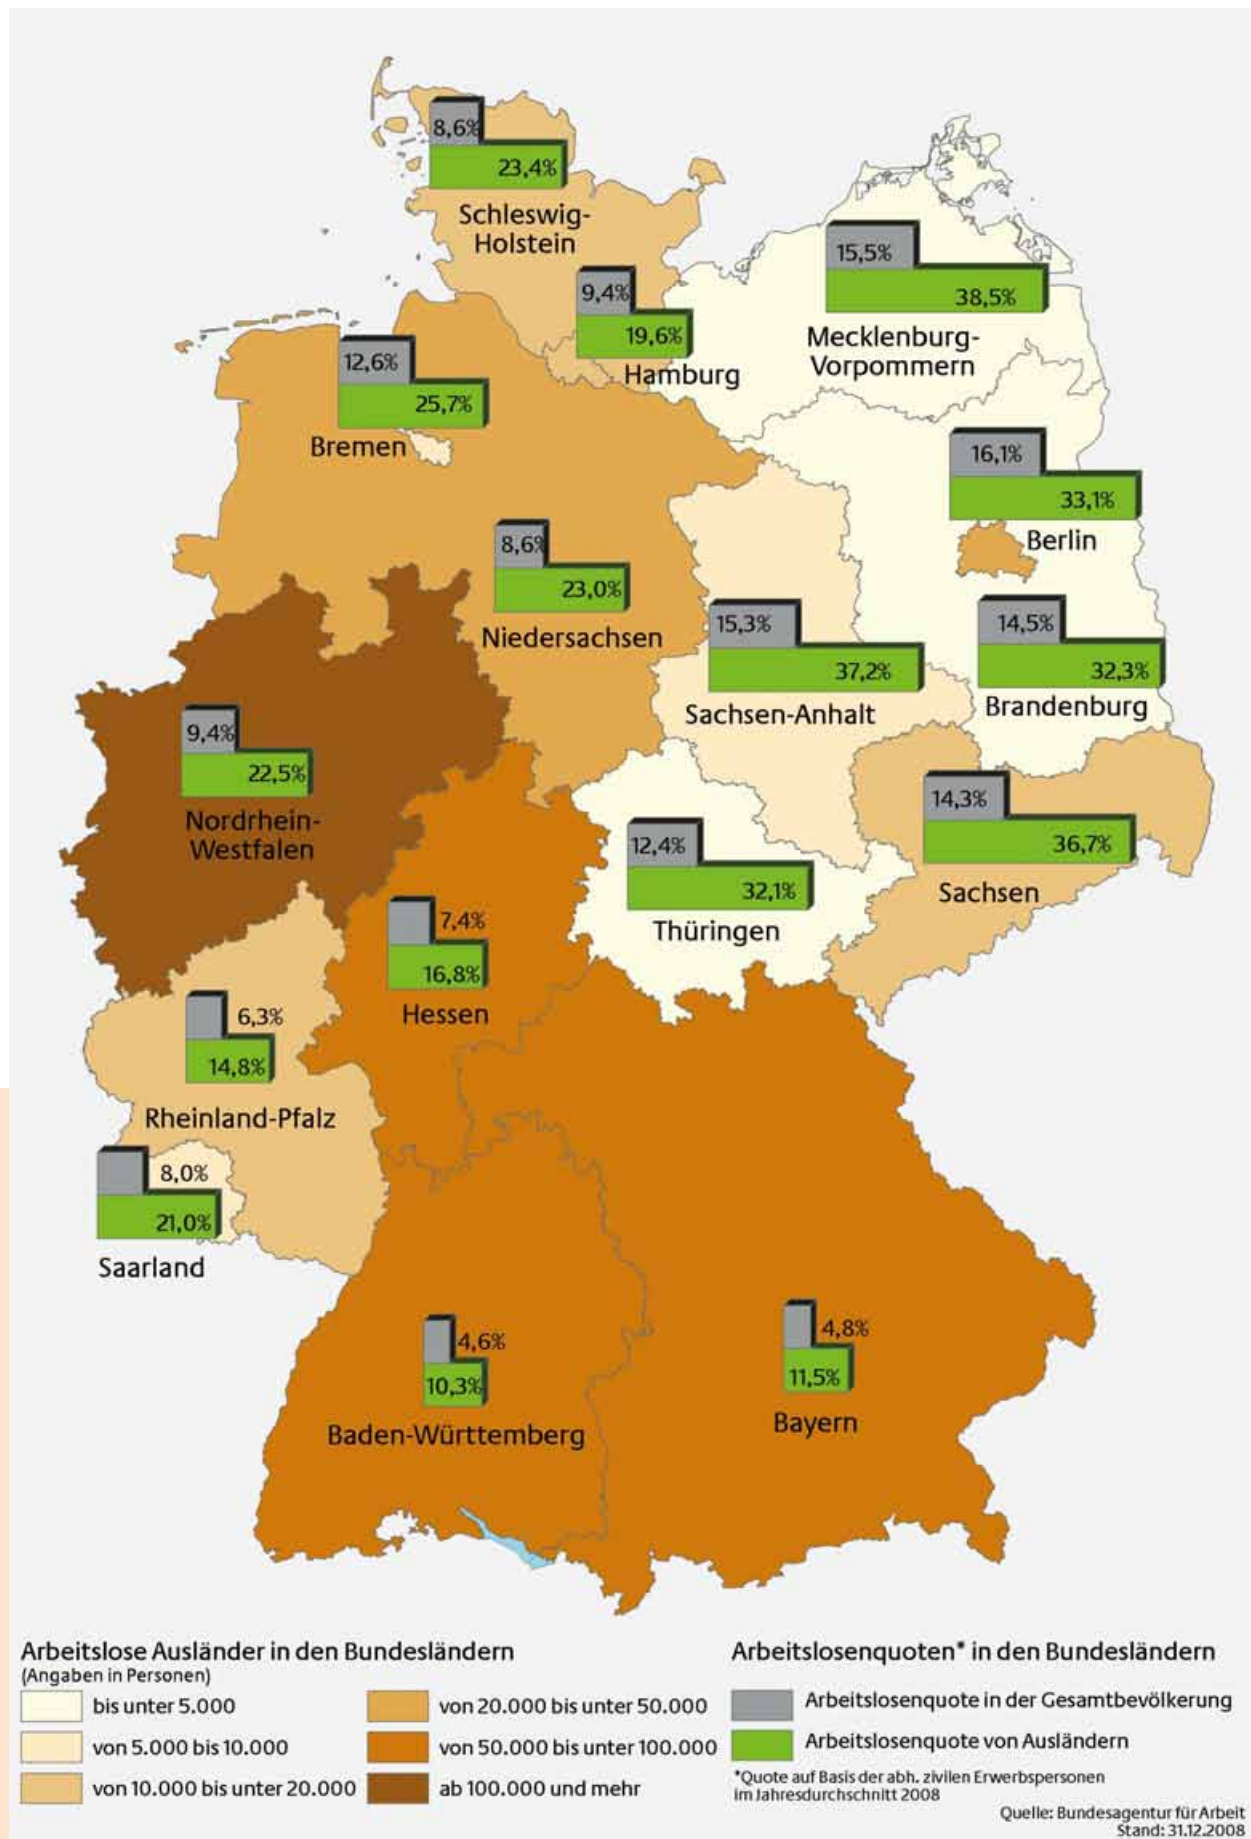 8,6%
23,4%
Schleswig-
Holstein
15,5%
38,5%
Mecklenburg-
Vorpommern
9,4%
19,6%
Hamburg
12,6%
25,7%
Bremen
16,1%
33,1%
Berlin
8,6%
23,0%
Niedersachsen
15,3%
37,2%
Sachsen-Anhalt
14,5%
32,3%
Brandenburg
9,4%
22,5%
Nordrhein-
Westfalen
14,3%
36,7%
Sachsen
12,4%
32,1%
Thüringen
7,4%
16,8%
Hessen
6,3%
14,8%
Rheinland-Pfalz
8,0%
21,0%
Saarland
4,6%
10,3%
Baden-Württemberg
4,8%
11,5%
Bayern
Arbeitslose Ausländer in den Bundesländern
(Angaben in Personen)
bis unter 5.000
von 5.000 bis 10.000
von 10.000 bis unter 20.000
von 20.000 bis unter 50.000
von 50.000 bis unter 100.000
ab 100.000 und mehr
Arbeitslosenquoten* in den Bundesländern
Arbeitslosenquote in der Gesamtbevölkerung
Arbeitslosenquote von Ausländern
*Quote auf Basis der abh. zivilen Erwerbspersonen
im Jahresdurchschnitt 2008
Quelle: Bundesagentur für Arbeit
Stand: 31.12.2008